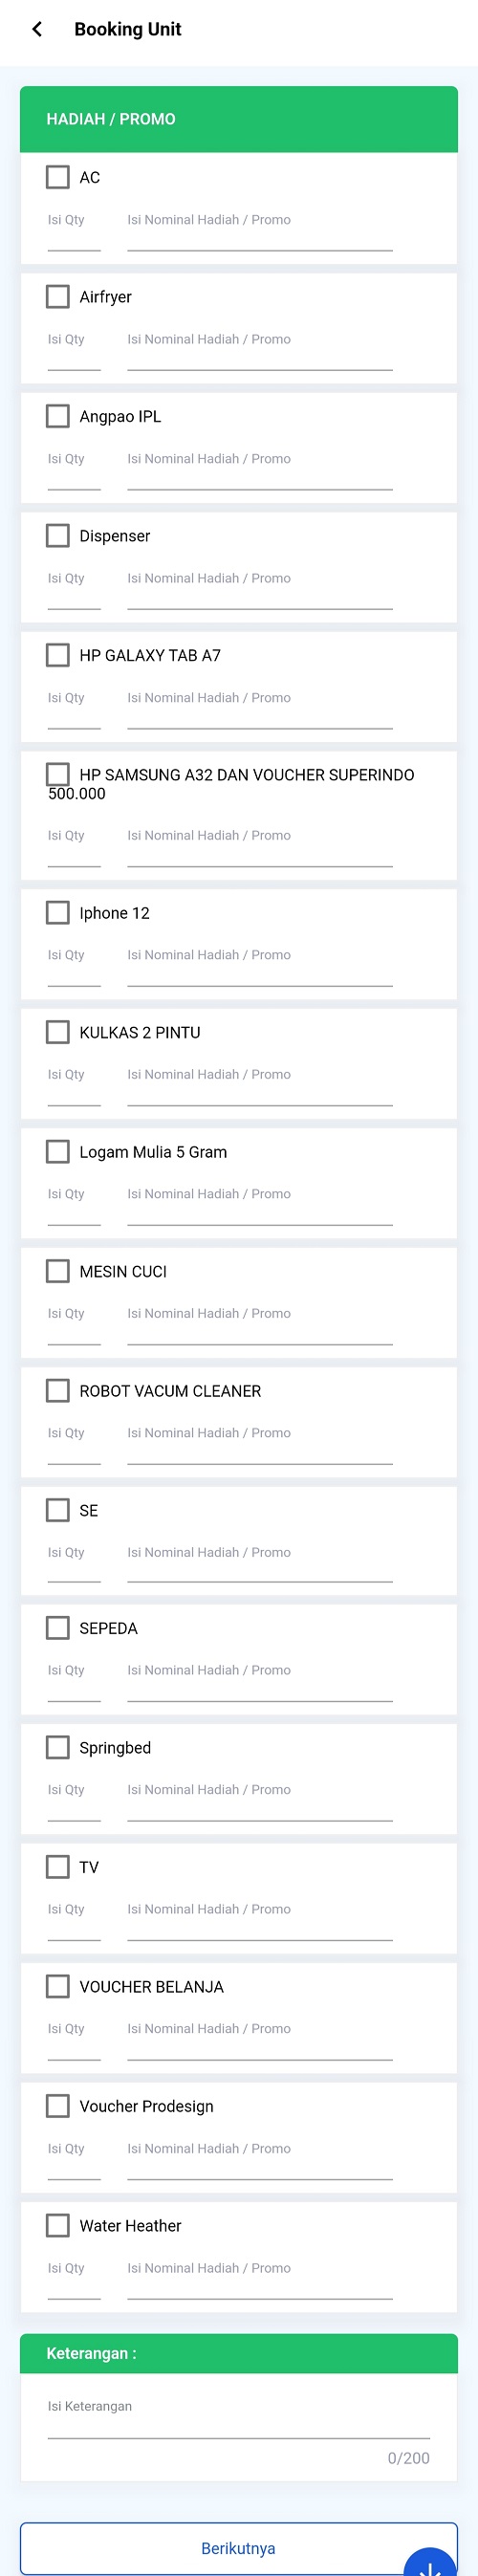 Booking Unit
HADIAH / PROMO
AC
Isi Qty Isi Nominal Hadiah / Promo
Airfryer
Isi Qty Isi Nominal Hadiah / Promo
Angpao IPL
Isi Qty Isi Nominal Hadiah / Promo
Dispenser
Isi Qty Isi Nominal Hadiah / Promo
HP GALAXY TAB A7
Isi Qty Isi Nominal Hadiah / Promo
HP SAMSUNG A32 DAN VOUCHER SUPERINDO
500.000
Isi Qty Isi Nominal Hadiah / Promo
Iphone 12
Isi Qty Isi Nominal Hadiah / Promo
KULKAS 2 PINTU
Isi Qty Isi Nominal Hadiah / Promo
Logam Mulia 5 Gram
Isi Qty Isi Nominal Hadiah / Promo
MESIN CUCI
Isi Qty Isi Nominal Hadiah / Promo
ROBOT VACUM CLEANER
Isi Qty Isi Nominal Hadiah / Promo
SE
Isi Qty Isi Nominal Hadiah / Promo
SEPEDA
Isi Qty Isi Nominal Hadiah / Promo
Springbed
Isi Qty Isi Nominal Hadiah / Promo
TV
Isi Qty Isi Nominal Hadiah / Promo
VOUCHER BELANJA
Isi Qty Isi Nominal Hadiah / Promo
Voucher Prodesign
Isi Qty Isi Nominal Hadiah / Promo
Water Heather
Isi Qty Isi Nominal Hadiah / Promo
Keterangan :
Isi Keterangan
0/200
Berikutnya